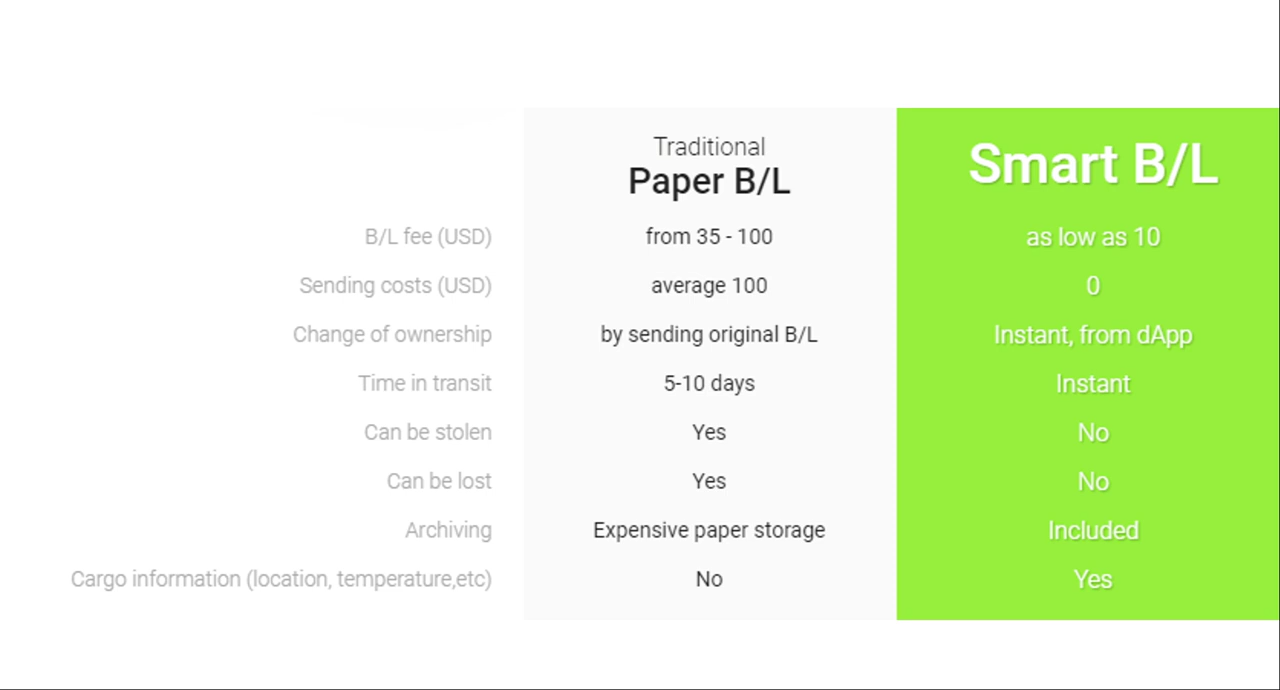 Traditional
Paper B/L
Smart B/L
B/L fee (USD) from 35 - 100 as low as 10
Sending costs (USD) average 100 0
Change of ownership by sending original B/L Instant, from dApp
Time in transit 5-10 days Instant
Can be stolen Yes No
Can be lost Yes No
Archiving Expensive paper storage Included
Cargo information (location, temperature,etc) No Yes